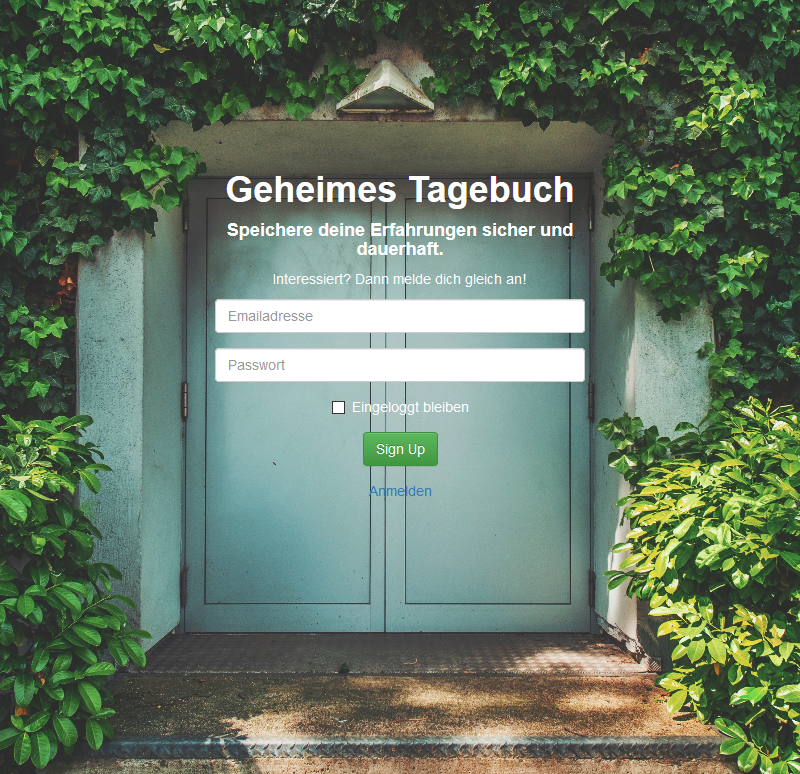 Geheimes Tagebuch
Speichere deine Erfahrungen sicher und
dauerhaft.
Interessiert? Dann melde dich gleich an!
Emailadresse
Passwort
Eingeloggt bleiben
Sign Up
Anmelden